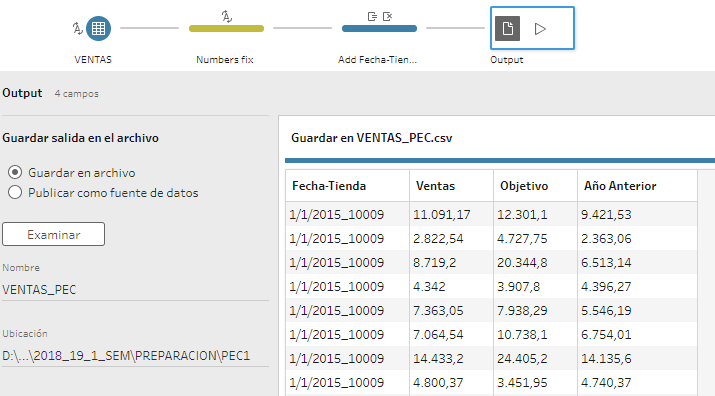 VENTAS
Numbers fix
Add Fecha-Tien...
Output
Output 4 campos
Guardar salida en el archivo
Guardar en archivo
Publicar como fuente de datos
Examinar
Nombre
VENTAS_PEC
Ubicación
D:\...\2018_19_1_SEM\PREPARACION\PEC1
Guardar en VENTAS_PEC.csv
Fecha-Tienda Ventas Objetivo Año Anterior
1/1/2015_10009 11.091,17 12.301,1 9.421,53
1/1/2015_10009 2.822,54 4.727,75 2.363,06
1/1/2015_10009 8.719,2 20.344,8 6.513,14
1/1/2015_10009 4.342 3.907,8 4.396,27
1/1/2015_10009 7.363,05 7.938,29 5.546,19
1/1/2015_10009 7.064,54 10.738,1 6.754,01
1/1/2015_10009 14.433,2 24.405,2 14.135,6
1/1/2015_10009 4.800,37 3.451,95 4.740,37